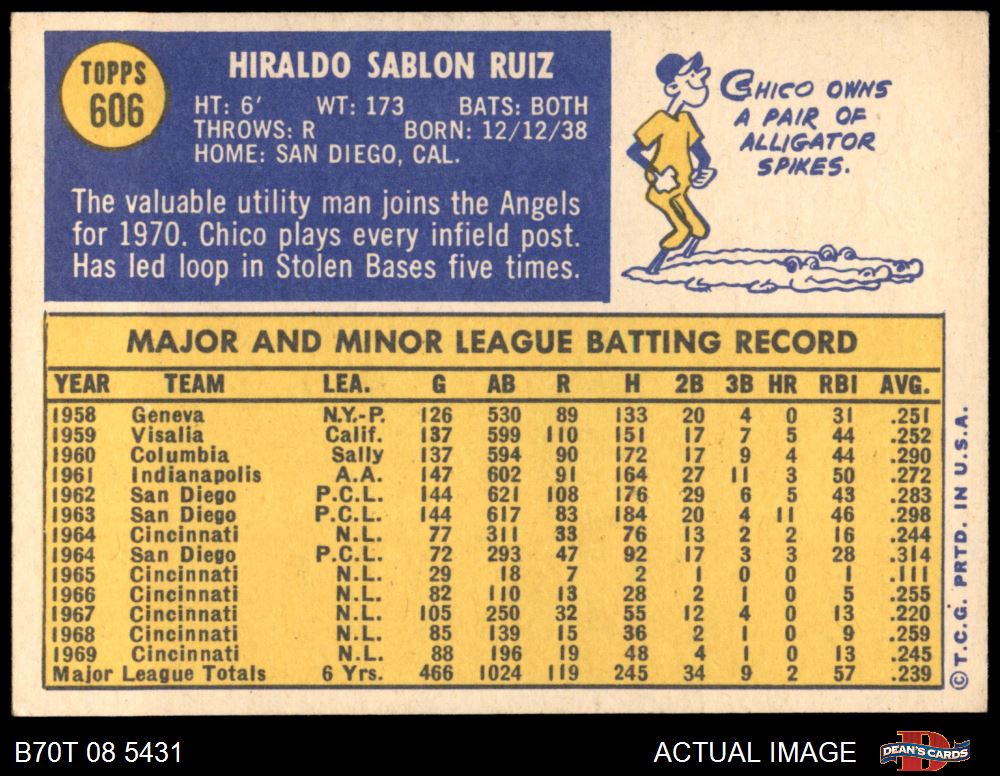 TOPPS
606
HIRALDO SABLON RUIZ
HT: 6' WT: 173 BATS: BOTH
THROWS: R BORN: 12/12/38
HOME: SAN DIEGO, CAL.
The valuable utility man joins the Angels
for 1970. Chico plays every infield post.
Has led loop in Stolen Bases five times.
CHICO OWNS
A PAIR OF
ALLIGATOR
SPIKES.
MAJOR AND MINOR LEAGUE BATTING RECORD
YEAR TEAM LEA. G AB R H 2B 3B HR RBI AVG.
1958 Geneva N.Y.-P. 126 530 89 133 20 4 0 31 .251
1959 Visalia Calif. 137 599 110 151 17 7 5 44 .252
1960 Columbia Sally 137 594 90 172 17 9 4 44 .290
1961 Indianapolis A.A. 147 602 91 164 27 11 3 50 .272
1962 San Diego P.C.L. 144 621 108 176 29 6 5 43 .283
1963 San Diego P.C.L. 144 617 83 184 20 4 11 46 .298
1964 Cincinnati N.L. 77 311 33 76 13 2 2 16 .244
1964 San Diego P.C.L. 72 293 47 92 17 3 3 28 .314
1965 Cincinnati N.L. 29 18 7 2 1 0 0 1 .111
1966 Cincinnati N.L. 82 110 13 28 2 1 0 5 .255
1967 Cincinnati N.L. 105 250 32 55 12 4 0 13 .220
1968 Cincinnati N.L. 85 139 15 36 2 1 0 9 .259
1969 Cincinnati N.L. 88 196 19 48 4 1 0 13 .245
Major League Totals 6 Yrs. 466 1024 119 245 34 9 2 57 .239
© T.C.G. PRTD. IN U.S.A.
B70T 08 5431
ACTUAL IMAGE
DEAN'S CARDS